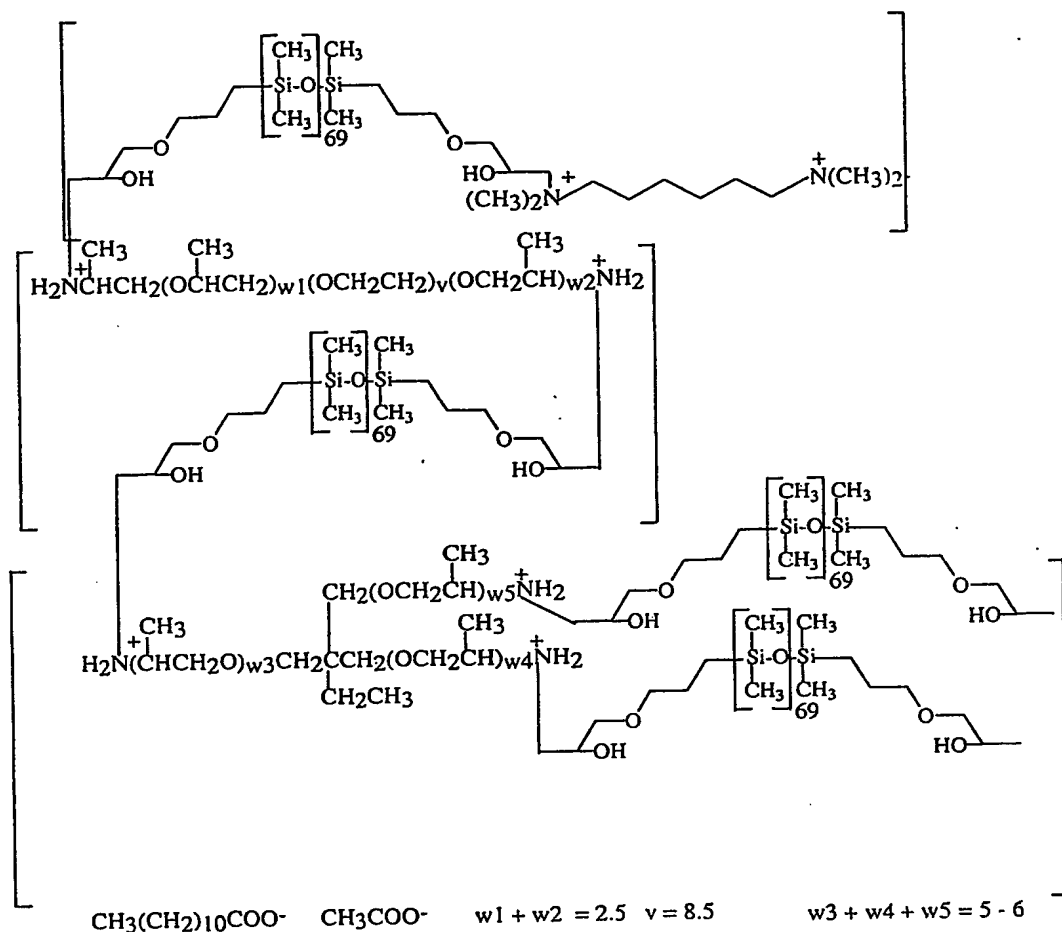 CH3 CH3
Si-O-Si
CH3 CH3
69
O O
OH HO
+ +
(CH3)2N N(CH3)2
CH3 CH3 CH3
+ +
H2NCHCH2(OCHCH2)w1(OCH2CH2)v(OCH2CH)w2NH2
CH3 CH3
Si-O-Si
CH3 CH3
69
O O
OH HO
CH3 CH3
Si-O-Si
CH3 CH3
69
O O
OH HO
CH3
+
CH2(OCH2CH)w5NH2
CH3 CH3
+ +
H2N(CHCH2O)w3CH2CCH2(OCH2CH)w4NH2
CH2CH3
CH3 CH3
Si-O-Si
CH3 CH3
69
O O
OH HO
CH3(CH2)10COO- CH3COO- w1 + w2 = 2.5 v = 8.5 w3 + w4 + w5 = 5 - 6